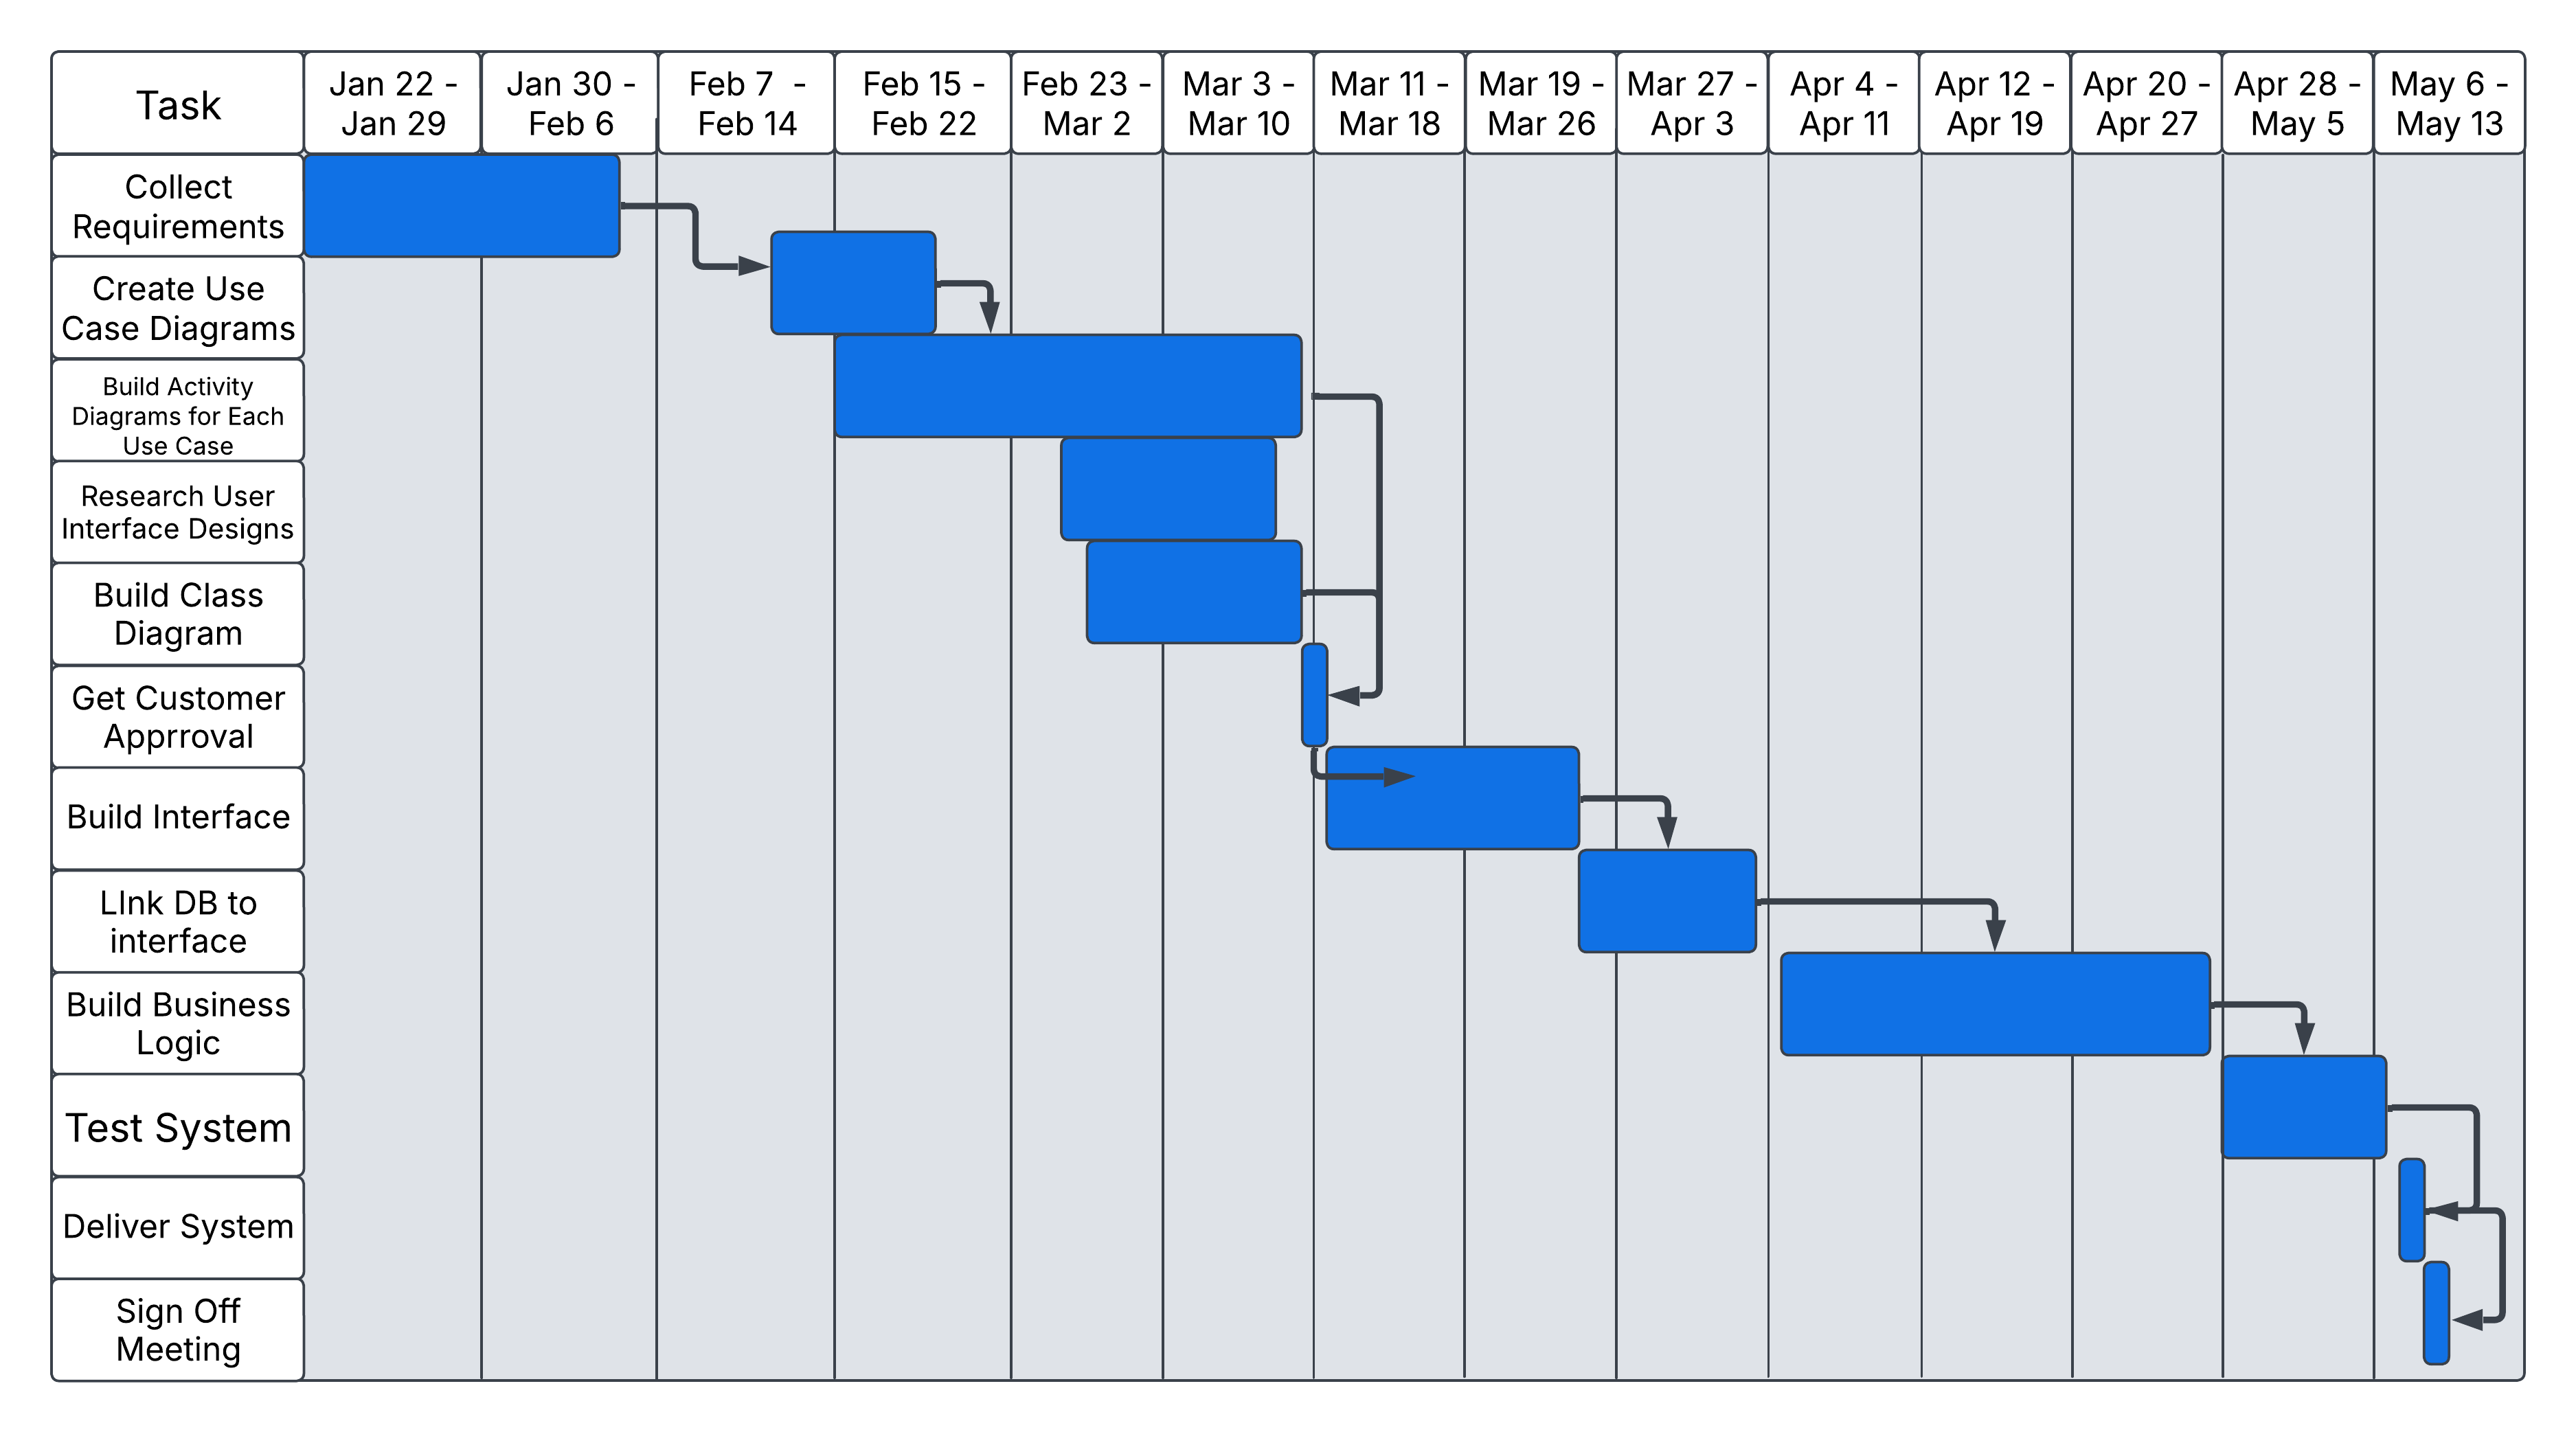 Task
Jan 22 -
Jan 29
Jan 30 -
Feb 6
Feb 7  -
Feb 14
Feb 15 -
Feb 22
Feb 23 -
Mar 2
Mar 3 -
Mar 10
Mar 11 -
Mar 18
Mar 19 -
Mar 26
Mar 27 -
Apr 3
Apr 4 -
Apr 11
Apr 12 -
Apr 19
Apr 20 -
Apr 27
Apr 28 -
May 5
May 6 -
May 13
Collect
Requirements
Create Use
Case Diagrams
Build Activity
Diagrams for Each
Use Case
Research User
Interface Designs
Build Class
Diagram
Get Customer
Apprroval
Build Interface
LInk DB to
interface
Build Business
Logic
Test System
Deliver System
Sign Off
Meeting